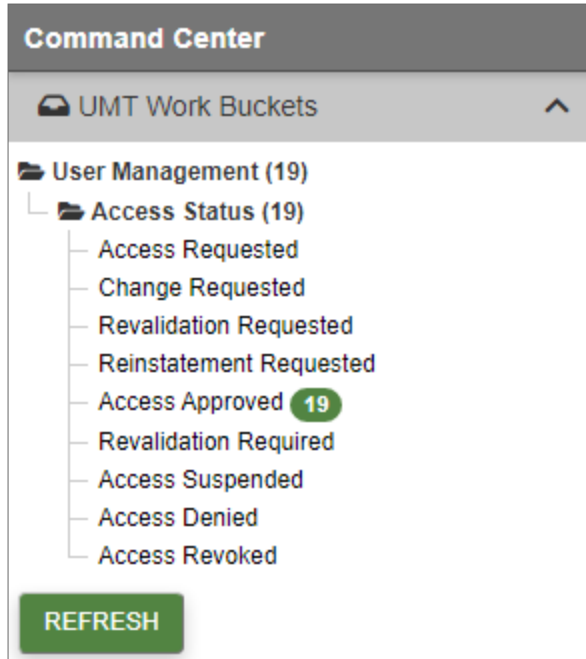 Command Center
UMT Work Buckets
User Management (19)
Access Status (19)
Access Requested
Change Requested
Revalidation Requested
Reinstatement Requested
Access Approved 19
Revalidation Required
Access Suspended
Access Denied
Access Revoked
REFRESH